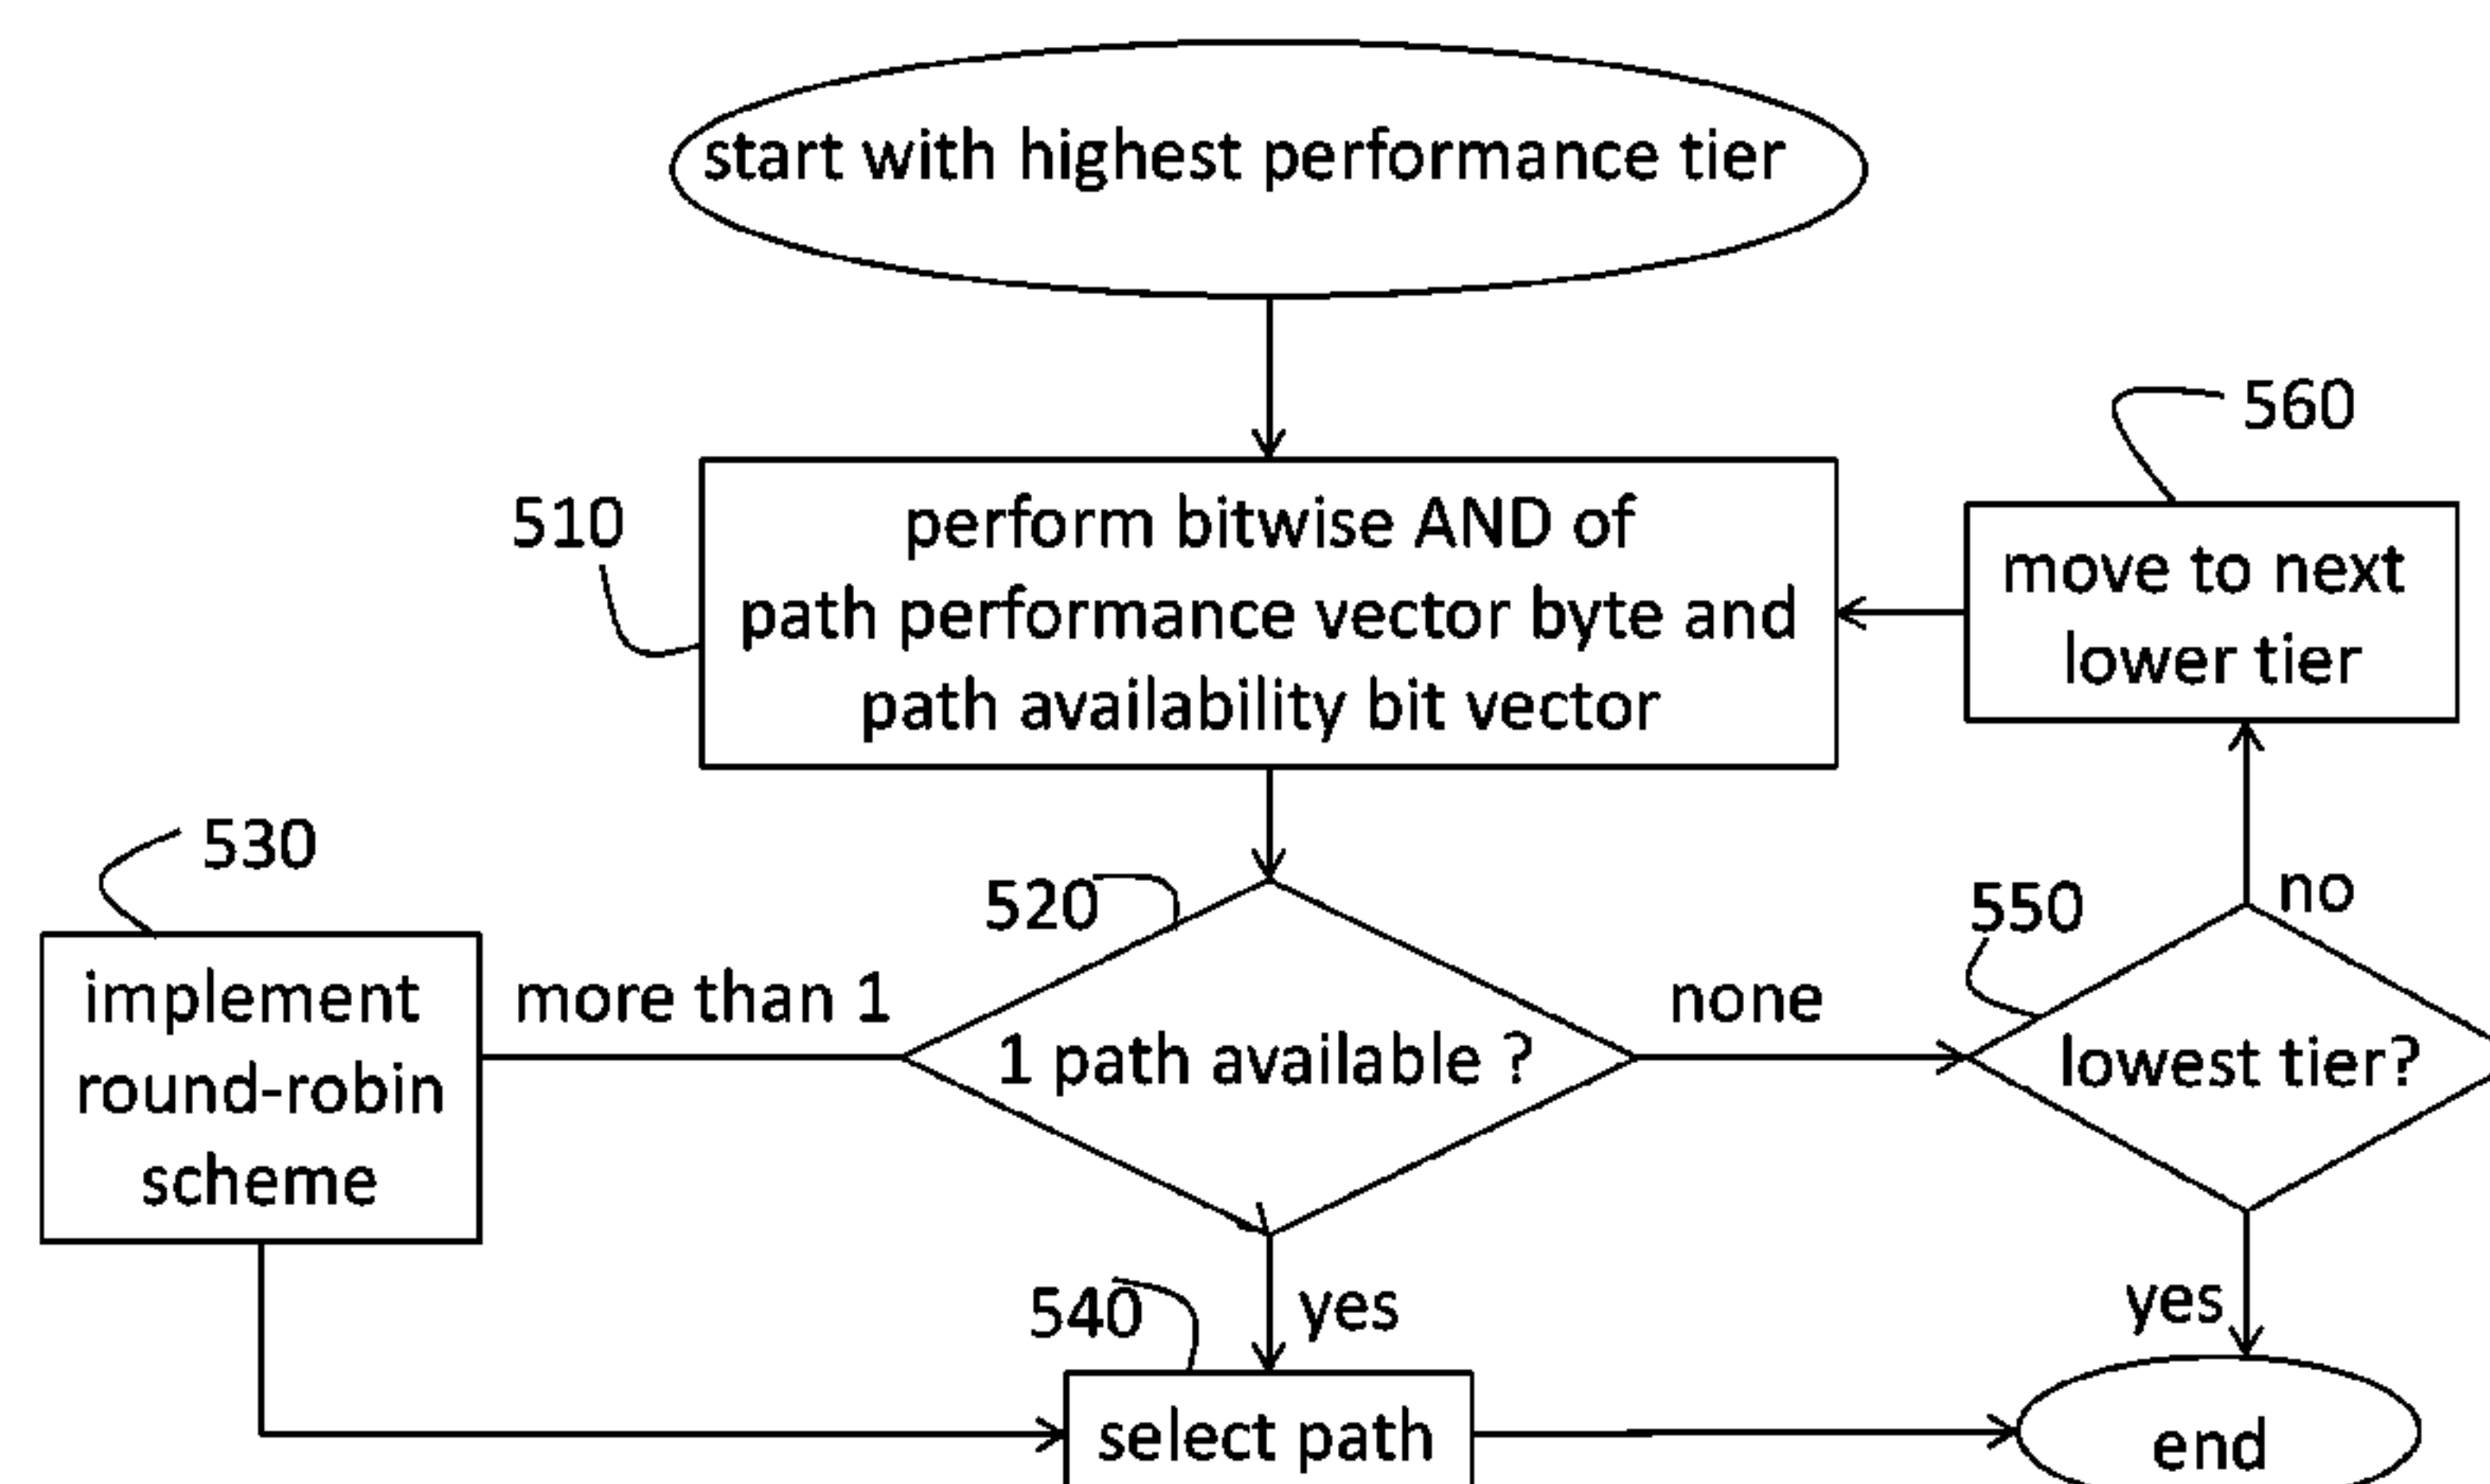 start with highest performance tier
560
510
perform bitwise AND of
path performance vector byte and
path availability bit vector
move to next
lower tier
530
520
550
no
implement
round-robin
scheme
more than 1
1 path available ?
none
lowest tier?
540
yes
yes
select path
end